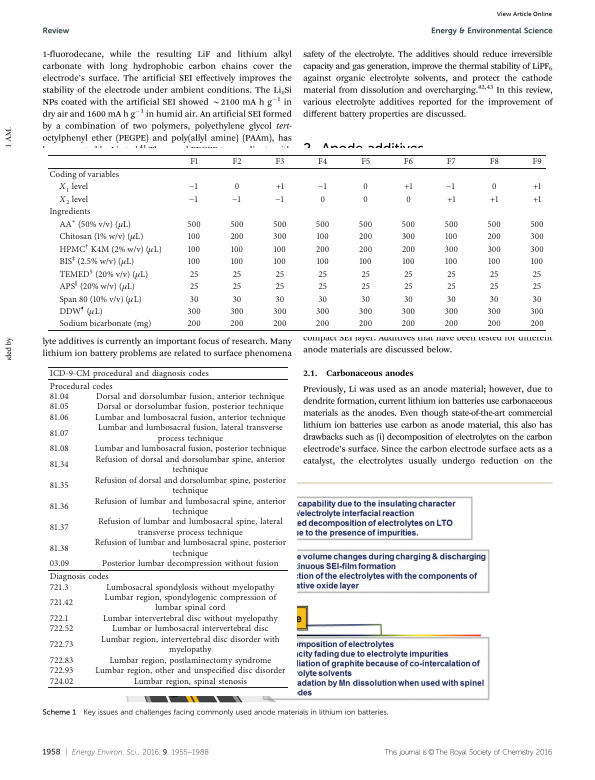 View Article Online
Review
Energy & Environmental Science
1-fluorodecane, while the resulting LiF and lithium alkyl
carbonate with long hydrophobic carbon chains cover the
electrode's surface. The artificial SEI effectively improves the
stability of the electrode under ambient conditions. The LixSi
NPs coated with the artificial SEI showed ~2100 mA h g−1 in
dry air and 1600 mA h g−1 in humid air. An artificial SEI formed
by a combination of two polymers, polyethylene glycol tert-
octylphenyl ether (PEGPE) and poly(allyl amine) (PAAm), has
safety of the electrolyte. The additives should reduce irreversible
capacity and gas generation, improve the thermal stability of LiPF6
against organic electrolyte solvents, and protect the cathode
material from dissolution and overcharging.42,43 In this review,
various electrolyte additives reported for the improvement of
different battery properties are discussed.
2. Anode additives
1 AM.
F1 F2 F3 F4 F5 F6 F7 F8 F9
Coding of variables
X1 level −1 0 +1 −1 0 +1 −1 0 +1
X2 level −1 −1 −1 0 0 0 +1 +1 +1
Ingredients
AA* (50% v/v) (μL) 500 500 500 500 500 500 500 500 500
Chitosan (1% w/v) (μL) 100 200 300 100 200 300 100 200 300
HPMC† K4M (2% w/v) (μL) 100 100 100 200 200 200 300 300 300
BIS‡ (2.5% w/v) (μL) 100 100 100 100 100 100 100 100 100
TEMED§ (20% v/v) (μL) 25 25 25 25 25 25 25 25 25
APS∥ (20% w/v) (μL) 25 25 25 25 25 25 25 25 25
Span 80 (10% v/v) (μL) 30 30 30 30 30 30 30 30 30
DDW¶ (μL) 300 300 300 300 300 300 300 300 300
Sodium bicarbonate (mg) 200 200 200 200 200 200 200 200 200
ded by
lyte additives is currently an important focus of research. Many
lithium ion battery problems are related to surface phenomena
compact SEI layer. Additives that have been tested for different
anode materials are discussed below.
2.1. Carbonaceous anodes
Previously, Li was used as an anode material; however, due to
dendrite formation, current lithium ion batteries use carbonaceous
materials as the anodes. Even though state-of-the-art commercial
lithium ion batteries use carbon as anode material, this also has
drawbacks such as (i) decomposition of electrolytes on the carbon
electrode's surface. Since the carbon electrode surface acts as a
catalyst, the electrolytes usually undergo reduction on the
ICD-9-CM procedural and diagnosis codes
Procedural codes
81.04 Dorsal and dorsolumbar fusion, anterior technique
81.05 Dorsal or dorsolumbar fusion, posterior technique
81.06 Lumbar and lumbosacral fusion, anterior technique
81.07 Lumbar and lumbosacral fusion, lateral transverse
process technique
81.08 Lumbar and lumbosacral fusion, posterior technique
81.34 Refusion of dorsal and dorsolumbar spine, anterior
technique
81.35 Refusion of dorsal and dorsolumbar spine, posterior
technique
81.36 Refusion of lumbar and lumbosacral spine, anterior
technique
81.37 Refusion of lumbar and lumbosacral spine, lateral
transverse process technique
81.38 Refusion of lumbar and lumbosacral spine, posterior
technique
03.09 Posterior lumbar decompression without fusion
Diagnosis codes
721.3 Lumbosacral spondylosis without myelopathy
721.42 Lumbar region, spondylogenic compression of
lumbar spinal cord
722.1 Lumbar intervertebral disc without myelopathy
722.52 Lumbar or lumbosacral intervertebral disc
722.73 Lumbar region, intervertebral disc disorder with
myelopathy
722.83 Lumbar region, postlaminectomy syndrome
722.93 Lumbar region, other and unspecified disc disorder
724.02 Lumbar region, spinal stenosis
capability due to the insulating character
/electrolyte interfacial reaction
ed decomposition of electrolytes on LTO
ue to the presence of impurities.
e volume changes during charging & discharging
tinuous SEI-film formation
ction of the electrolytes with the components of
ative oxide layer
e
omposition of electrolytes
acity fading due to electrolyte impurities
liation of graphite because of co-intercalation of
rolyte solvents
radation by Mn dissolution when used with spinel
odes
Scheme 1 Key issues and challenges facing commonly used anode materials in lithium ion batteries.
1958 | Energy Environ. Sci., 2016, 9, 1955–1988
This journal is © The Royal Society of Chemistry 2016